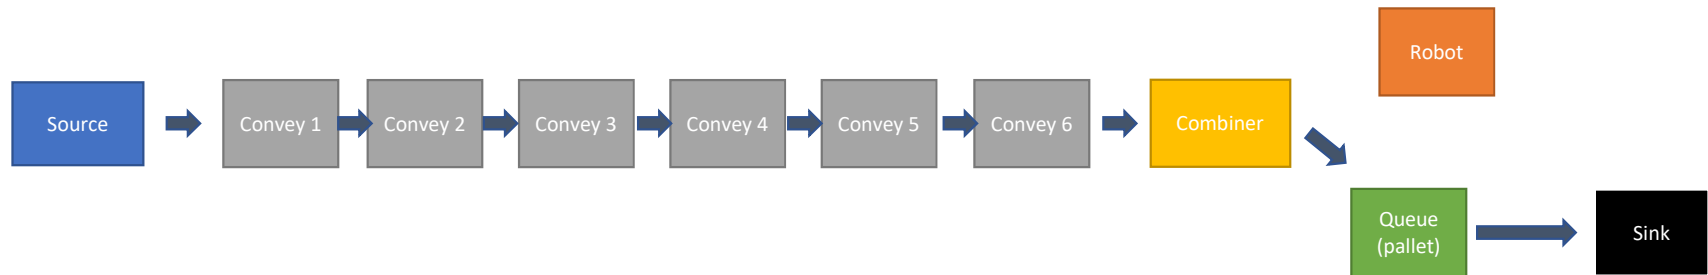 Source
Convey 1
Convey 2
Convey 3
Convey 4
Convey 5
Convey 6
Combiner
Robot
Queue
(pallet)
Sink